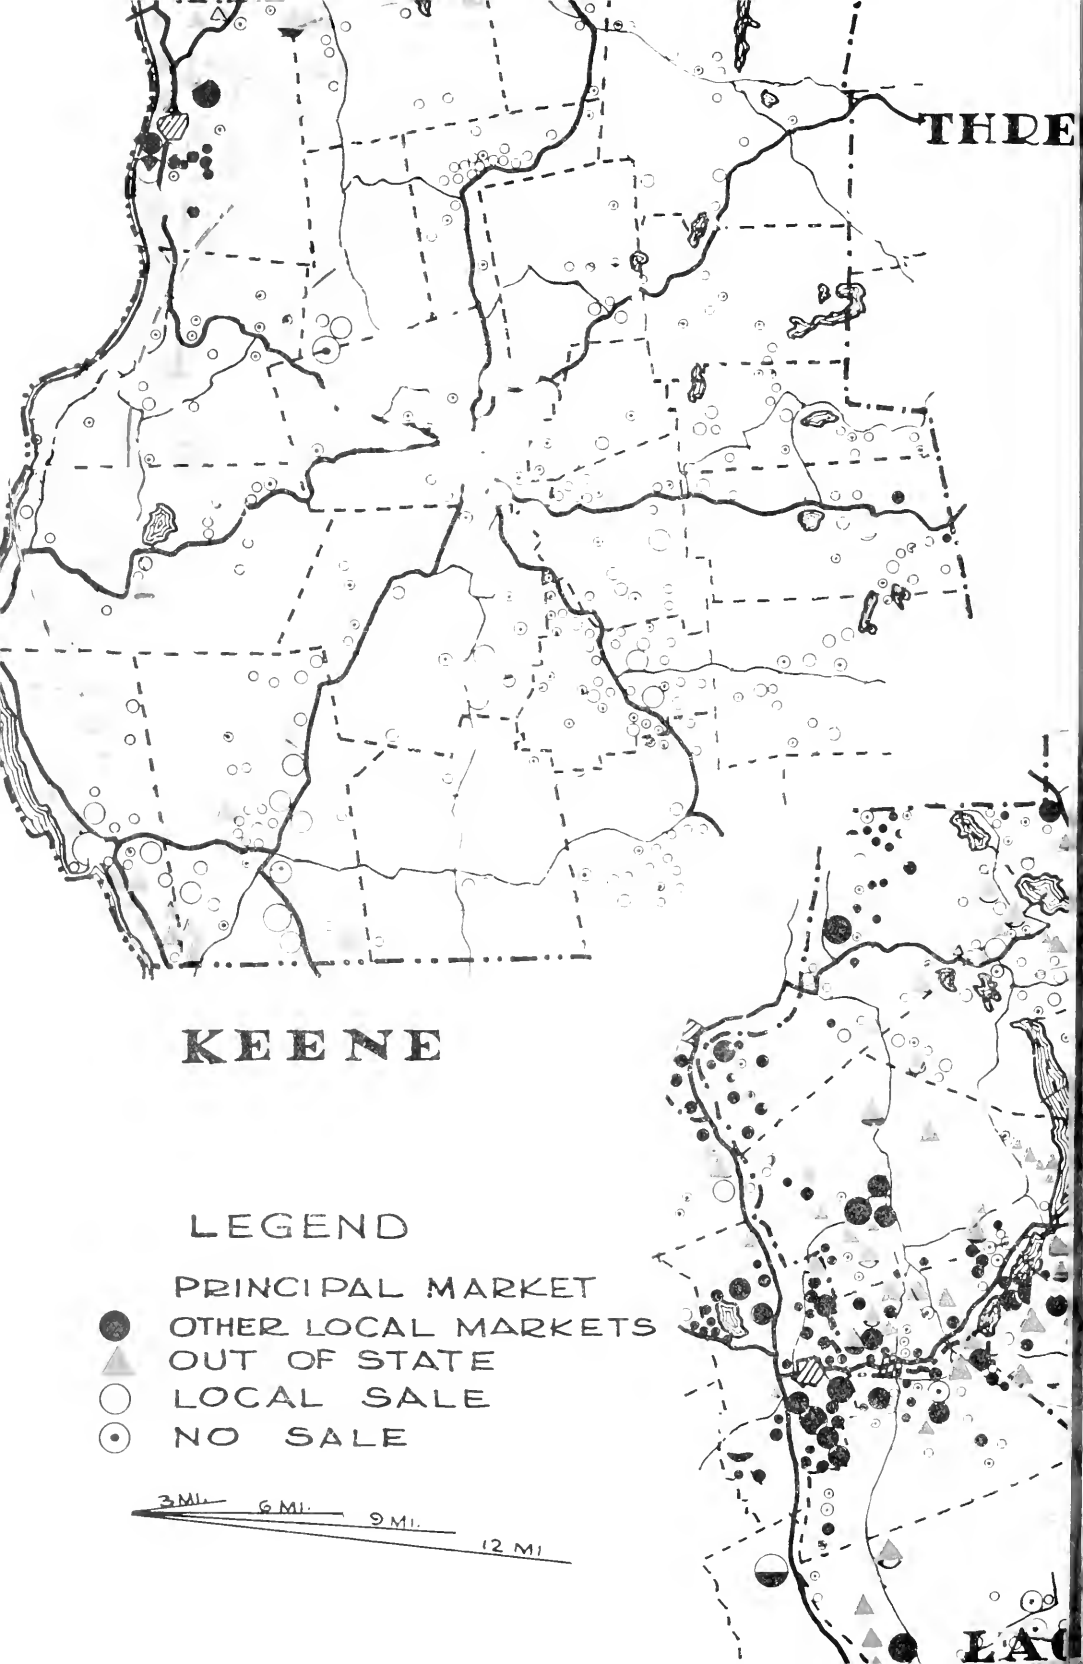 THRE
KEENE
LEGEND
PRINCIPAL MARKET
OTHER LOCAL MARKETS
OUT OF STATE
LOCAL SALE
NO SALE
3 MI.
6 MI.
9 MI.
12 MI
LAC